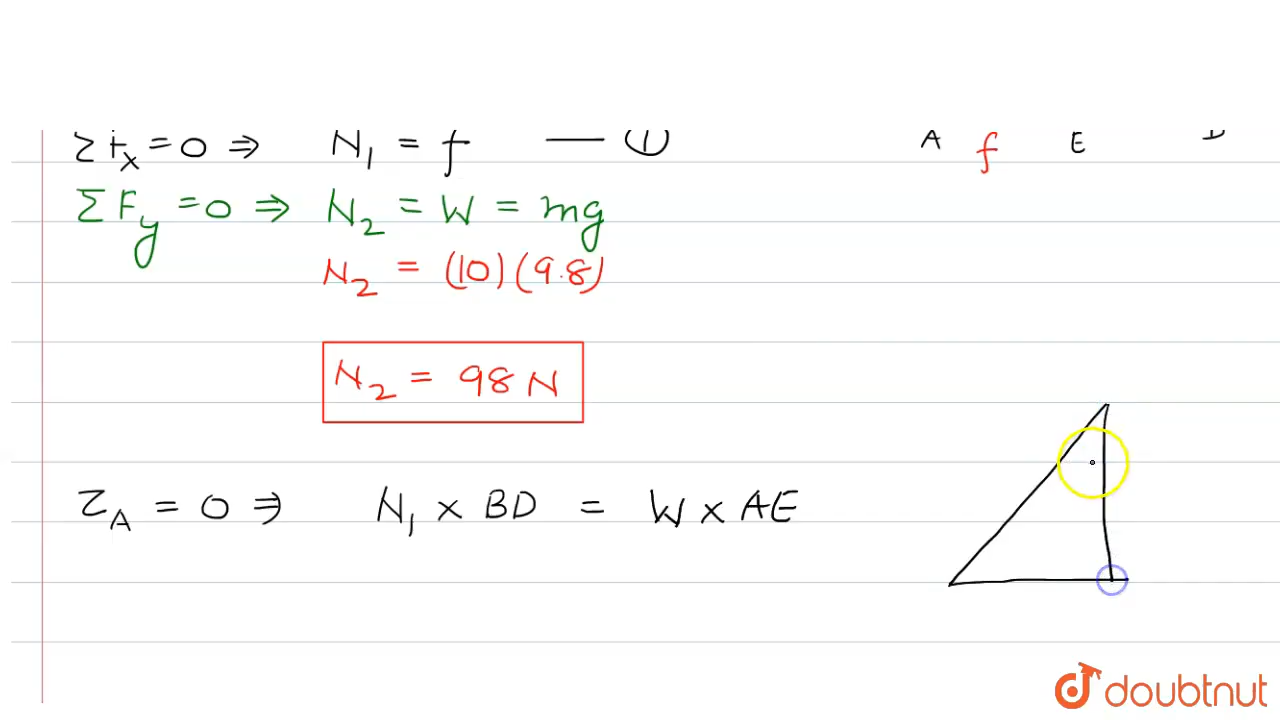 ΣFx = 0 ⇒ N₁ = f — ①
A f E D
ΣFy = 0 ⇒ N₂ = W = mg
N₂ = (10)(9.8)
N₂ = 98 N
τA = 0 ⇒ N₁ × BD = W × AE
doubtnut